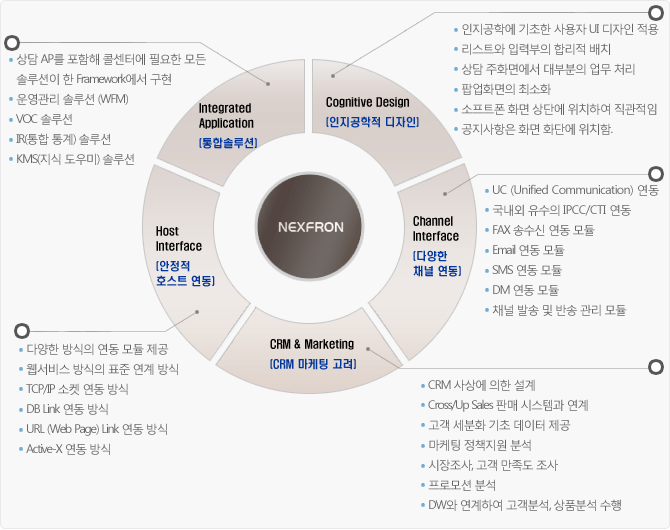 • 상담 AP를 포함해 콜센터에 필요한 모든
솔루션이 한 Framework에서 구현
• 운영관리 솔루션 (WFM)
• VOC 솔루션
• IR(통합 통계) 솔루션
• KMS(지식 도우미) 솔루션
Integrated
Application
[통합솔루션]
Cognitive Design
[인지공학적 디자인]
• 인지공학에 기초한 사용자 UI 디자인 적용
• 리스트와 입력부의 합리적 배치
• 상담 주화면에서 대부분의 업무 처리
• 팝업화면의 최소화
• 소프트폰 화면 상단에 위치하여 직관적임
• 공지사항은 화면 화단에 위치함.
Host
Interface
[안정적
호스트 연동]
NEXFRON
Channel
Interface
[다양한
채널 연동]
• UC (Unified Communication) 연동
• 국내외 유수의 IPCC/CTI 연동
• FAX 송수신 연동 모듈
• Email 연동 모듈
• SMS 연동 모듈
• DM 연동 모듈
• 채널 발송 및 반송 관리 모듈
• 다양한 방식의 연동 모듈 제공
• 웹서비스 방식의 표준 연계 방식
• TCP/IP 소켓 연동 방식
• DB Link 연동 방식
• URL (Web Page) Link 연동 방식
• Active-X 연동 방식
CRM & Marketing
[CRM 마케팅 고려]
• CRM 사상에 의한 설계
• Cross/Up Sales 판매 시스템과 연계
• 고객 세분화 기초 데이터 제공
• 마케팅 정책지원 분석
• 시장조사, 고객 만족도 조사
• 프로모션 분석
• DW와 연계하여 고객분석, 상품분석 수행